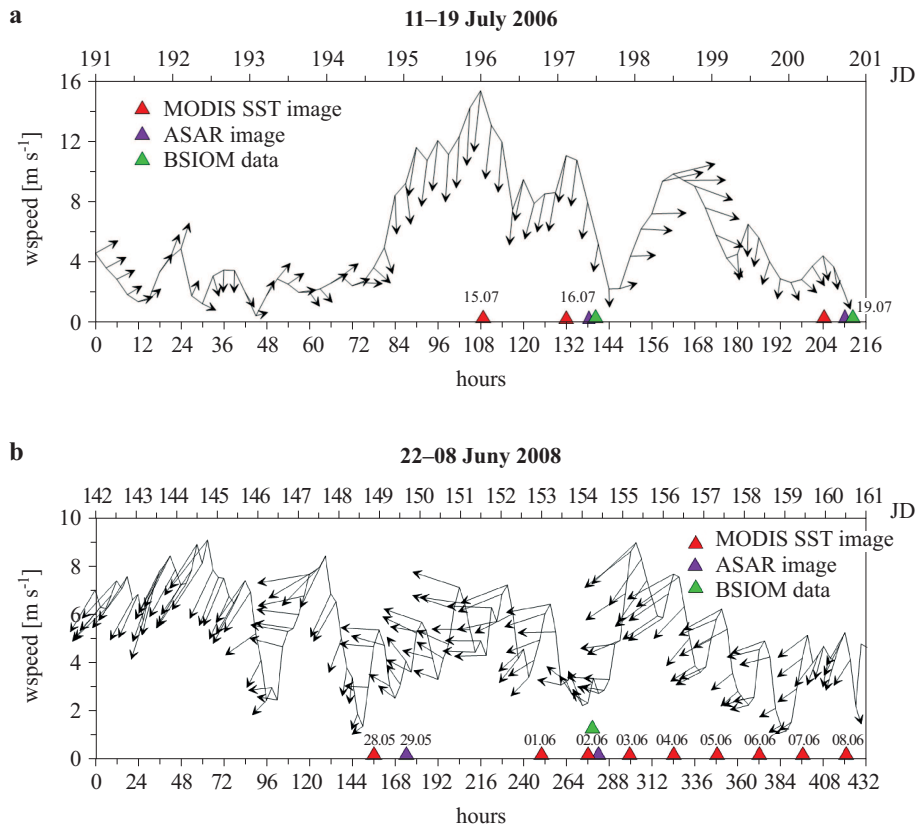 a
11–19 July 2006
191 192 193 194 195 196 197 198 199 200 201
JD
16
12
8
4
0
wspeed [m s-1]
MODIS SST image
ASAR image
BSIOM data
15.07 16.07 19.07
0 12 24 36 48 60 72 84 96 108 120 132 144 156 168 180 192 204 216
hours
b
22–08 Juny 2008
142 143 144 145 146 147 148 149 150 151 152 153 154 155 156 157 158 159 160 161
JD
10
8
6
4
2
0
wspeed [m s-1]
MODIS SST image
ASAR image
BSIOM data
28.05 29.05 01.06 02.06 03.06 04.06 05.06 06.06 07.06 08.06
0 24 48 72 96 120 144 168 192 216 240 264 288 312 336 360 384 408 432
hours